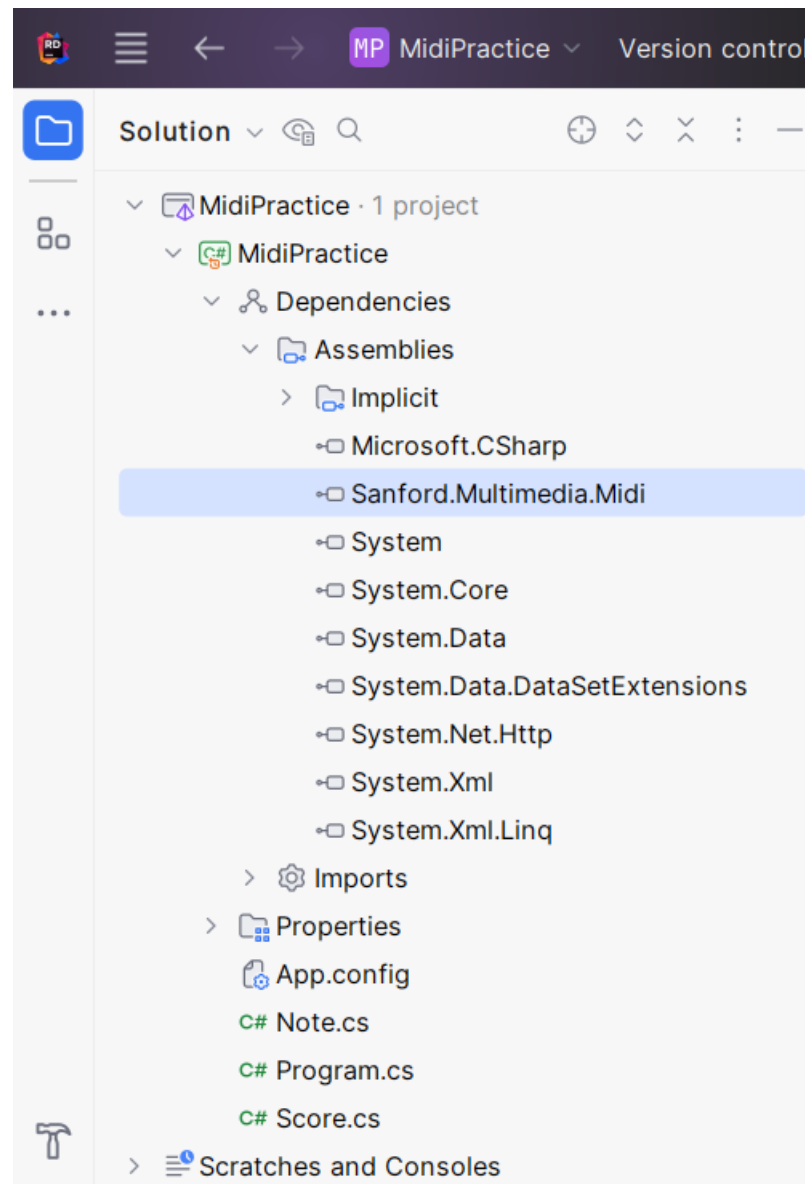 RD MP MidiPractice Version control
Solution
MidiPractice · 1 project
C# MidiPractice
Dependencies
Assemblies
Implicit
Microsoft.CSharp
Sanford.Multimedia.Midi
System
System.Core
System.Data
System.Data.DataSetExtensions
System.Net.Http
System.Xml
System.Xml.Linq
Imports
Properties
App.config
C# Note.cs
C# Program.cs
C# Score.cs
Scratches and Consoles